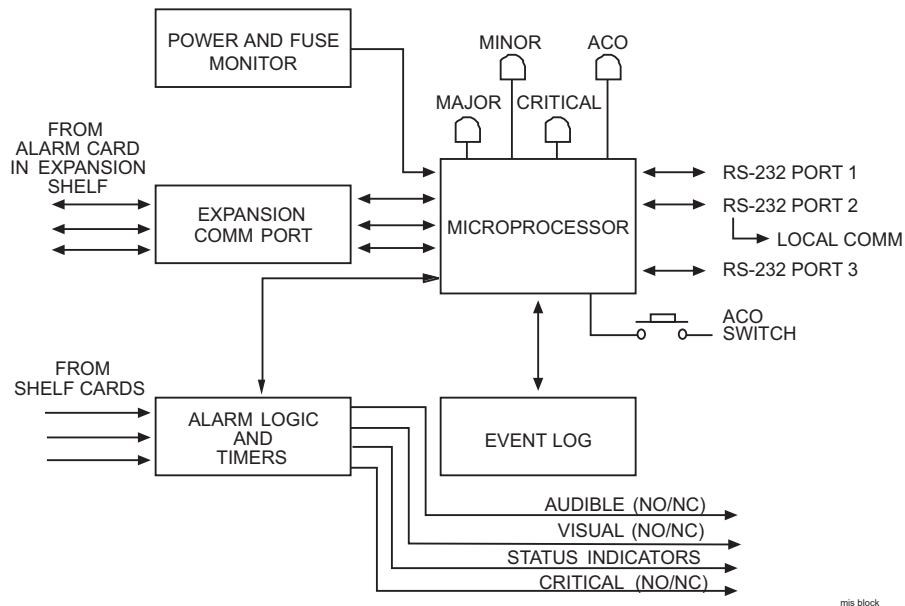 POWER AND FUSE
MONITOR
MINOR
ACO
MAJOR
CRITICAL
FROM
ALARM CARD
IN EXPANSION
SHELF
EXPANSION
COMM PORT
MICROPROCESSOR
RS-232 PORT 1
RS-232 PORT 2
LOCAL COMM
RS-232 PORT 3
ACO
SWITCH
FROM
SHELF CARDS
ALARM LOGIC
AND
TIMERS
EVENT LOG
AUDIBLE (NO/NC)
VISUAL (NO/NC)
STATUS INDICATORS
CRITICAL (NO/NC)
mis block